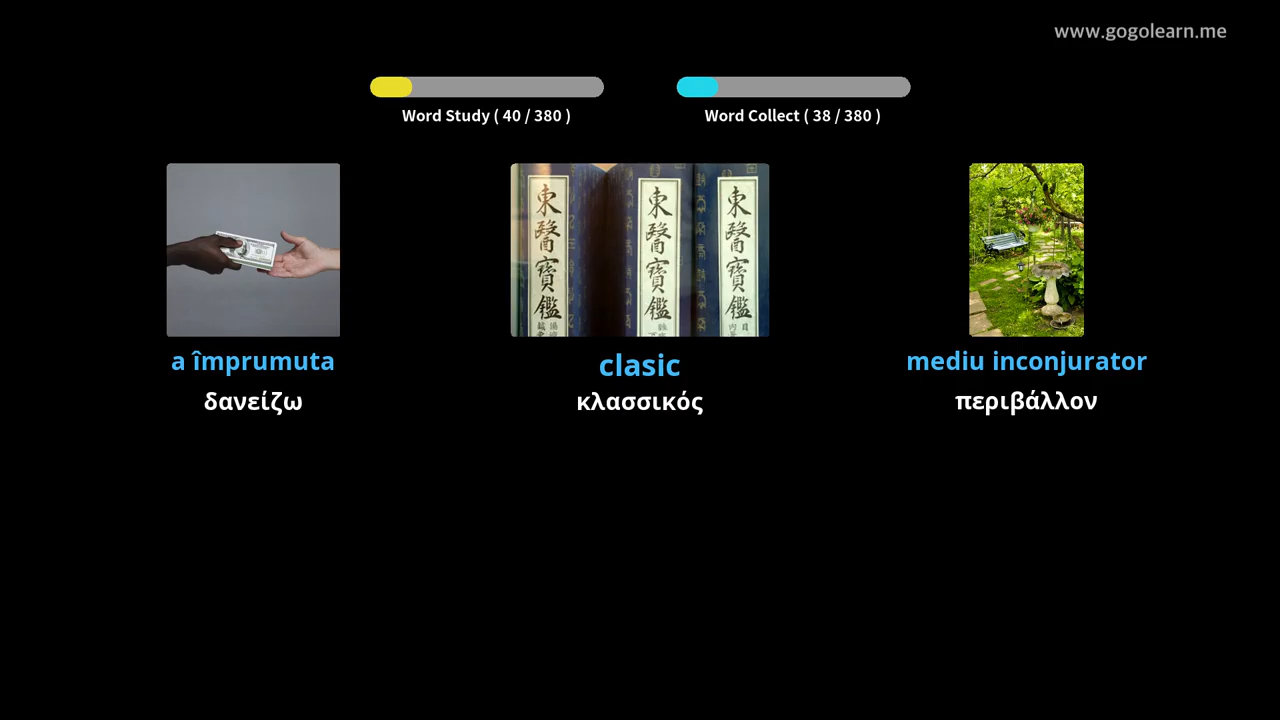 www.gogolearn.me
Word Study ( 40 / 380 )
Word Collect ( 38 / 380 )
東醫寶鑑
東醫寶鑑
東醫寶鑑
a împrumuta
clasic
mediu inconjurator
δανείζω
κλασσικός
περιβάλλον